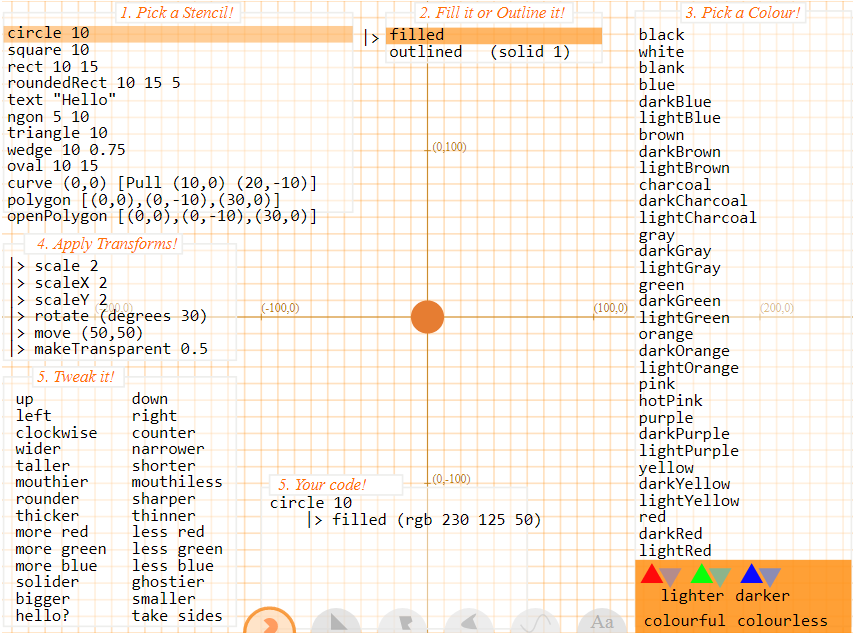 1. Pick a Stencil!
circle 10
square 10
rect 10 15
roundedRect 10 15 5
text "Hello"
ngon 5 10
triangle 10
wedge 10 0.75
oval 10 15
curve (0,0) [Pull (10,0) (20,-10)]
polygon [(0,0),(0,-10),(30,0)]
openPolygon [(0,0),(0,-10),(30,0)]
2. Fill it or Outline it!
|> filled
outlined (solid 1)
3. Pick a Colour!
black
white
blank
blue
darkBlue
lightBlue
brown
darkBrown
lightBrown
charcoal
darkCharcoal
lightCharcoal
gray
darkGray
lightGray
green
darkGreen
lightGreen
orange
darkOrange
lightOrange
pink
hotPink
purple
darkPurple
lightPurple
yellow
darkYellow
lightYellow
red
darkRed
lightRed
lighter darker
colourful colourless
4. Apply Transforms!
|> scale 2
|> scaleX 2
|> scaleY 2
|> rotate (degrees 30)
|> move (50,50)
|> makeTransparent 0.5
(0,100)
(-100,0)
(100,0)
(200,0)
(0,-100)
5. Tweak it!
up down
left right
clockwise counter
wider narrower
taller shorter
mouthier mouthiless
rounder sharper
thicker thinner
more red less red
more green less green
more blue less blue
solider ghostier
bigger smaller
hello? take sides
5. Your code!
circle 10
|> filled (rgb 230 125 50)
Aa